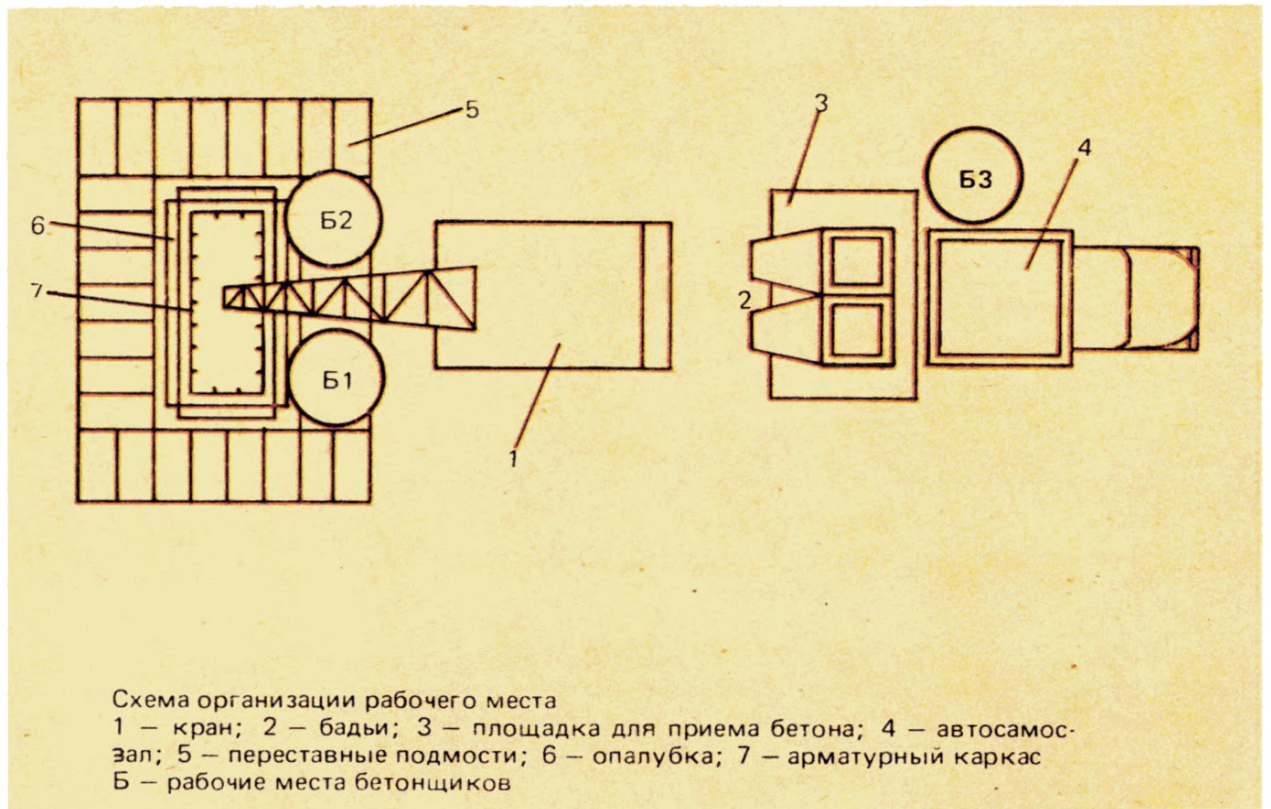 5
3
4
Б3
6
Б2
7
2
Б1
1
Схема организации рабочего места
1 — кран; 2 — бадьи; 3 — площадка для приема бетона; 4 — автосамос-
зал; 5 — переставные подмости; 6 — опалубка; 7 — арматурный каркас
Б — рабочие места бетонщиков